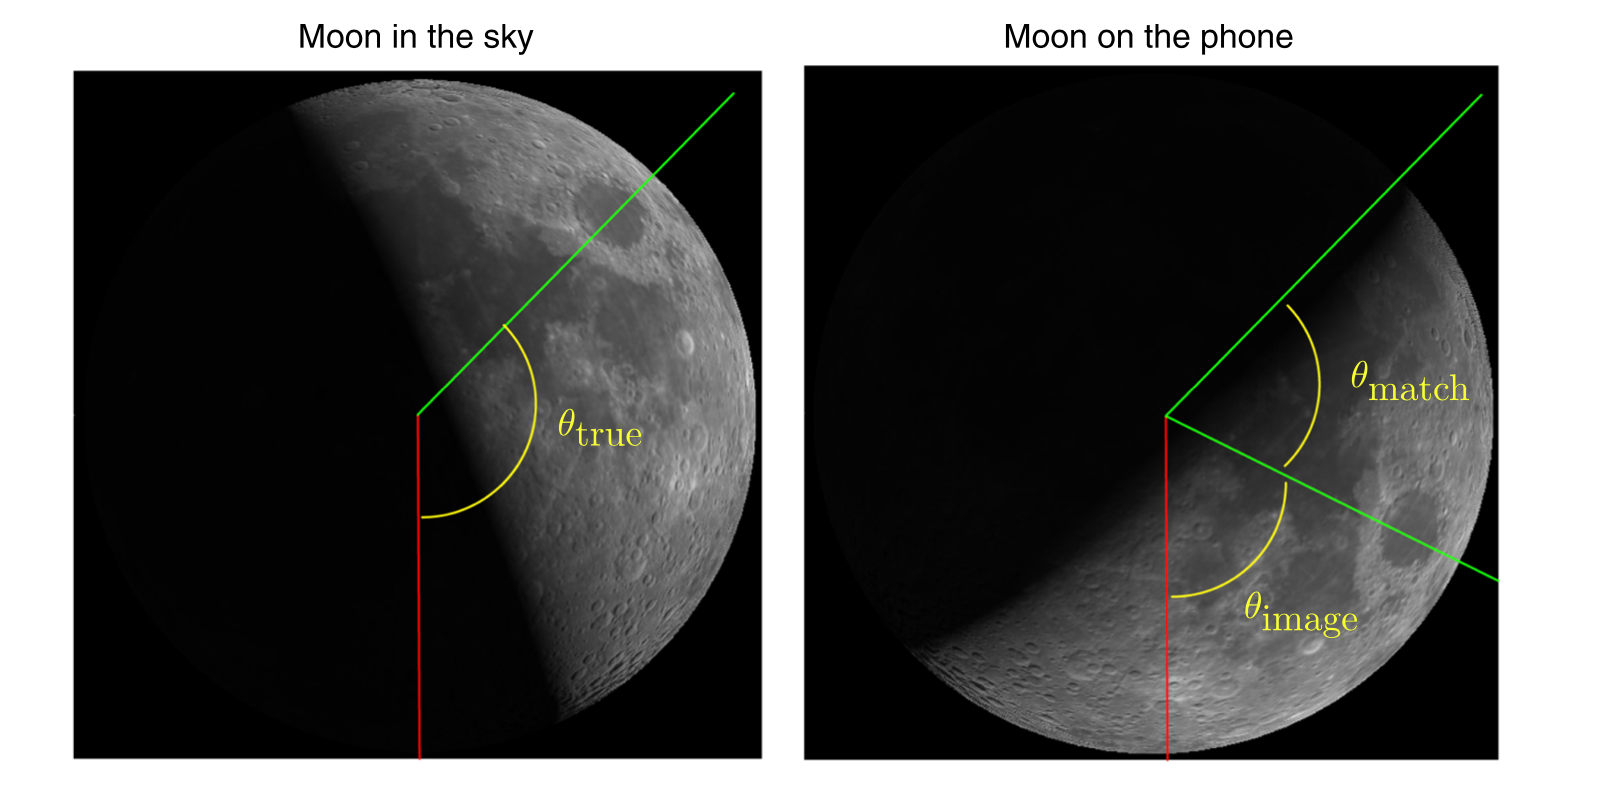 Moon in the sky
Moon on the phone
θtrue
θmatch
θimage